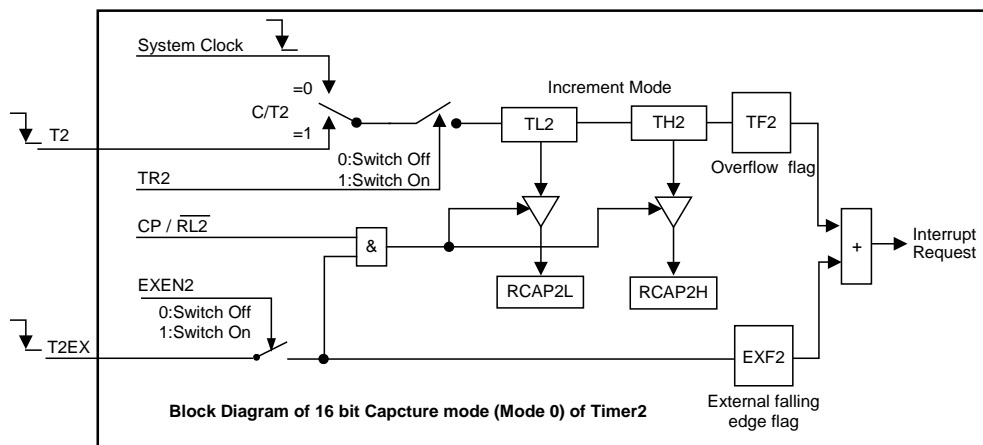 System Clock
=0
C/T2
=1
T2
0:Switch Off
1:Switch On
TR2
Increment Mode
TL2
TH2
TF2
Overflow flag
CP / RL2
&
+
Interrupt
Request
RCAP2L
RCAP2H
EXEN2
0:Switch Off
1:Switch On
T2EX
EXF2
External falling
edge flag
Block Diagram of 16 bit Capcture mode (Mode 0) of Timer2